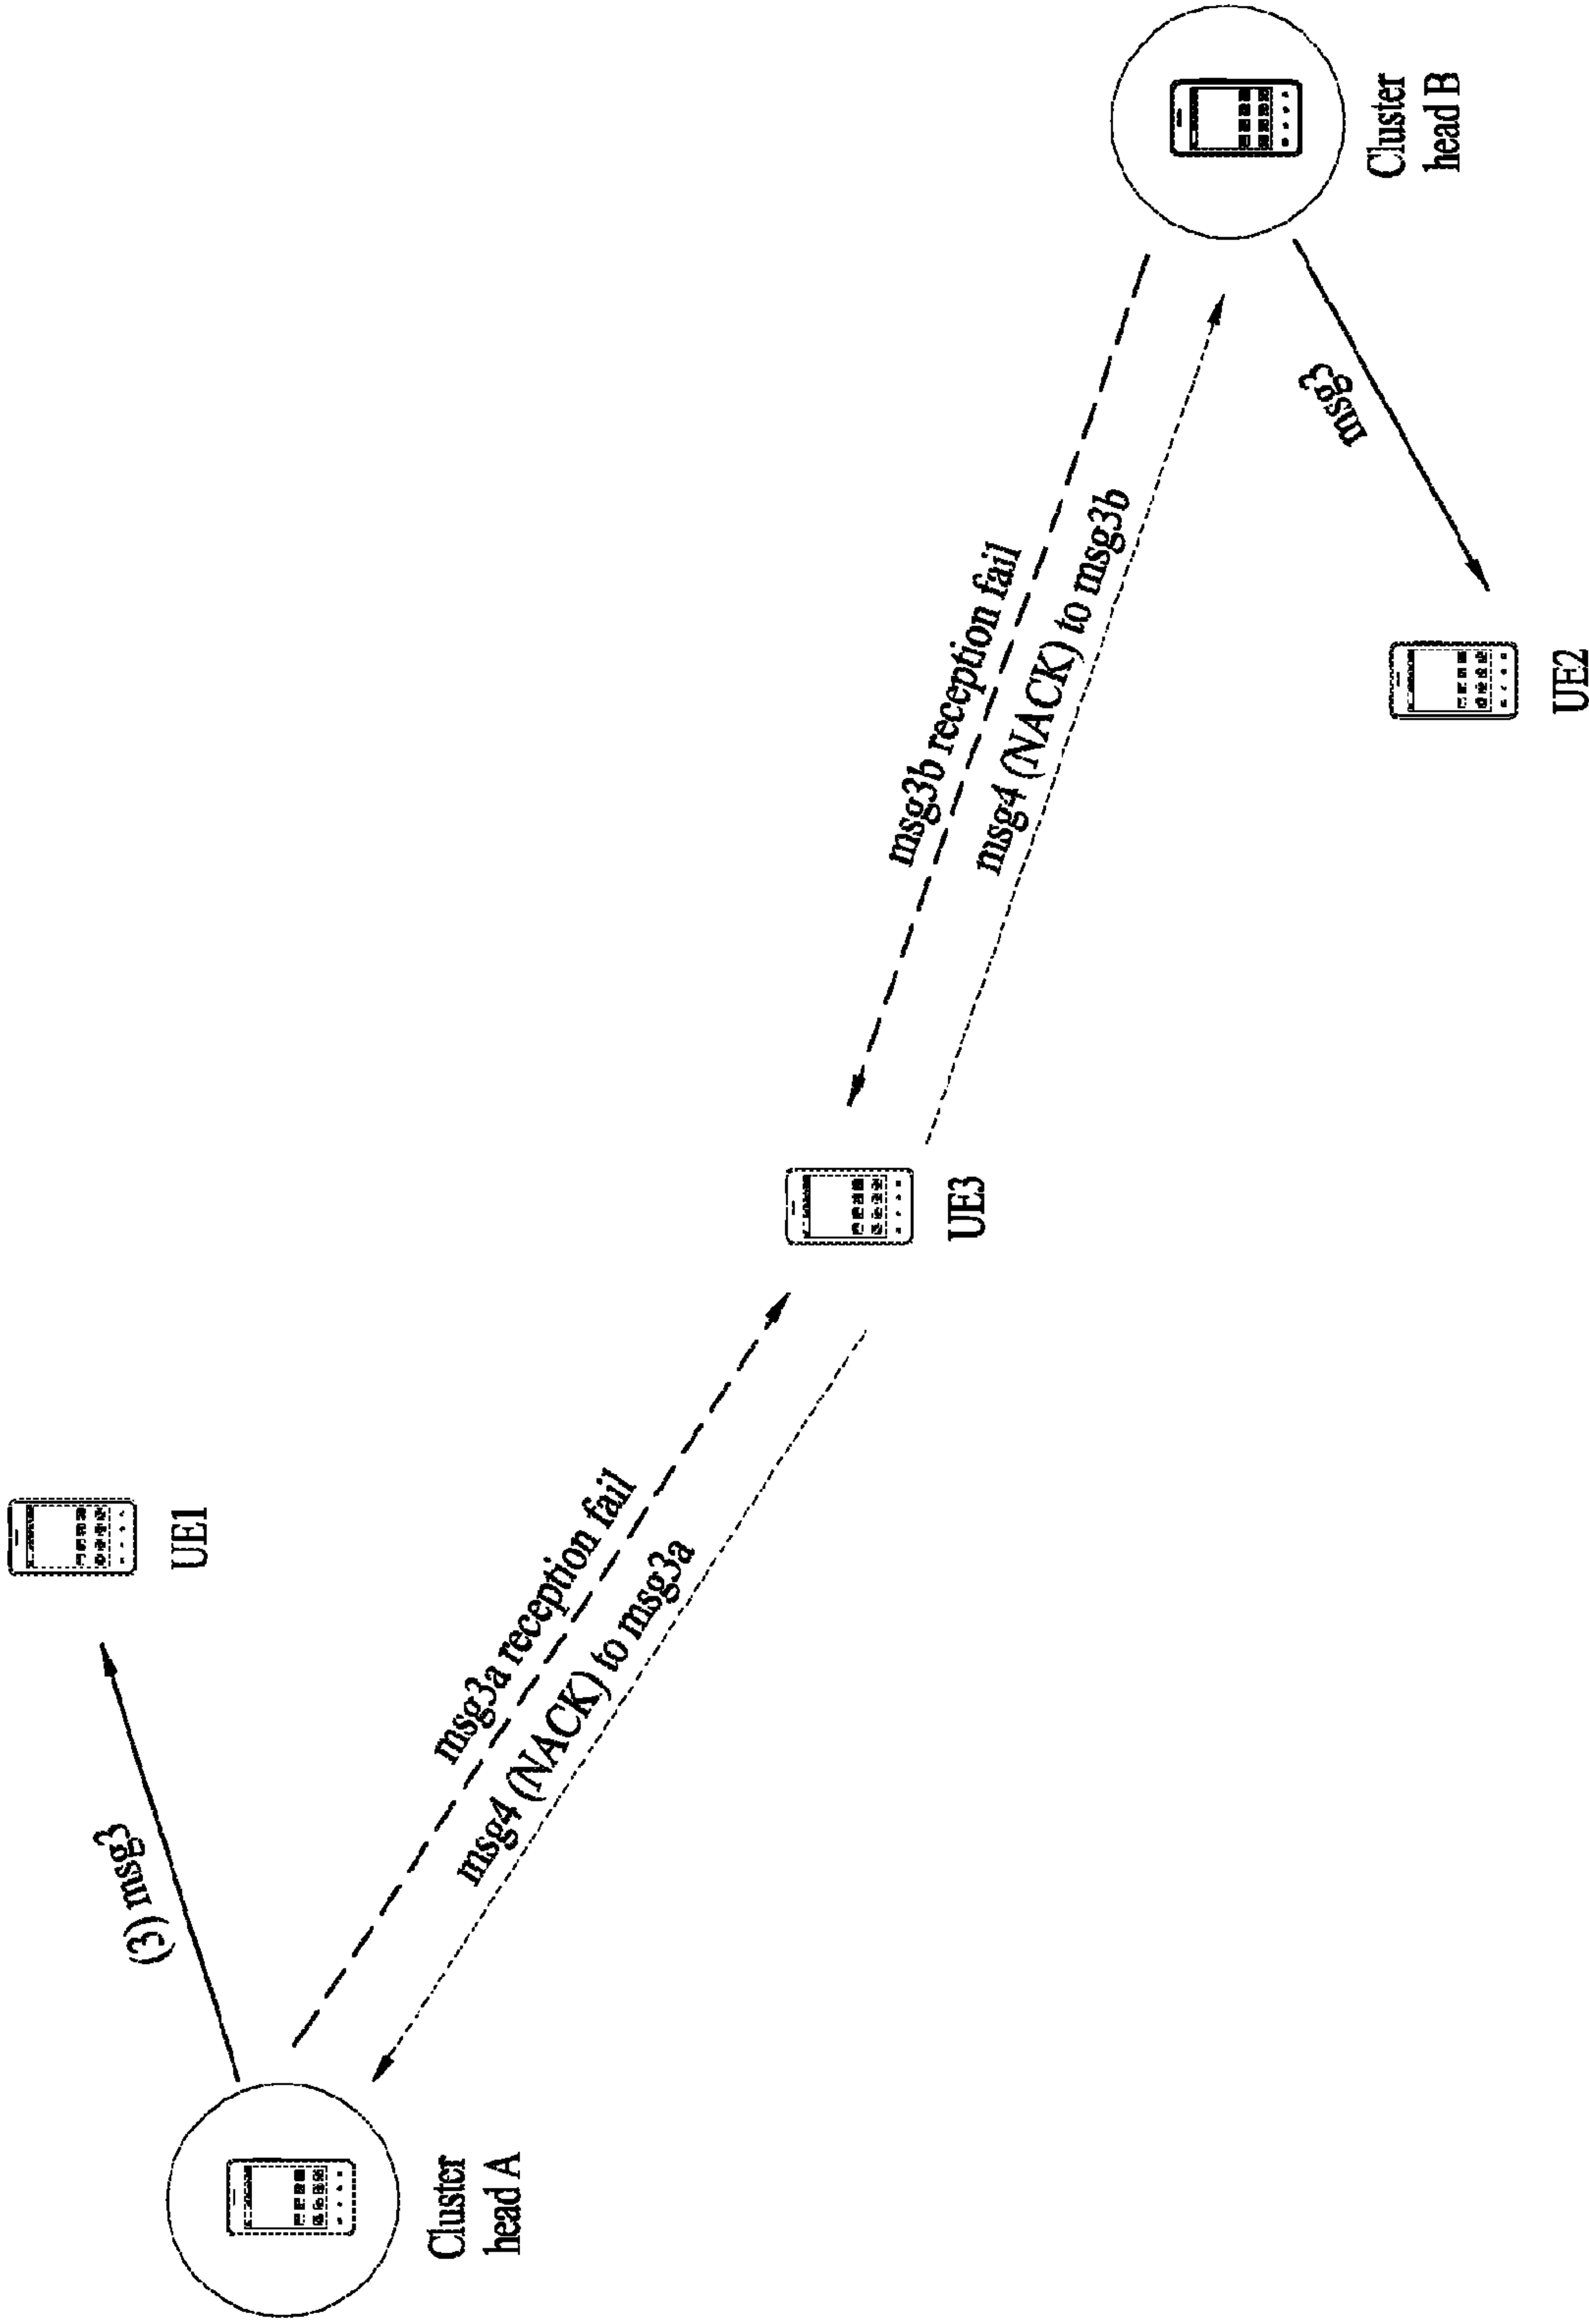 UE1
(3) msg3
msg3a reception fail
msg4 (NACK) to msg3a
Cluster
head A
UE3
msg3b reception fail
msg4 (NACK) to msg3b
Cluster
head B
msg3
UE2